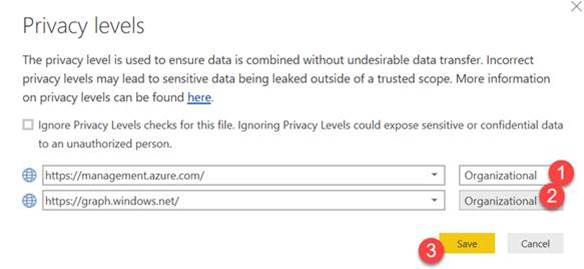 Privacy levels
The privacy level is used to ensure data is combined without undesirable data transfer. Incorrect
privacy levels may lead to sensitive data being leaked outside of a trusted scope. More information
on privacy levels can be found here.
Ignore Privacy Levels checks for this file. Ignoring Privacy Levels could expose sensitive or confidential data
to an unauthorized person.
https://management.azure.com/ Organizational 1
https://graph.windows.net/ Organizational 2
3 Save Cancel